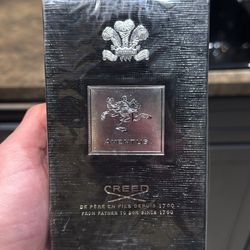 AVENTUS
CREED
DE PÈRE EN FILS DEPUIS 1760
FROM FATHER TO SON SINCE 1760